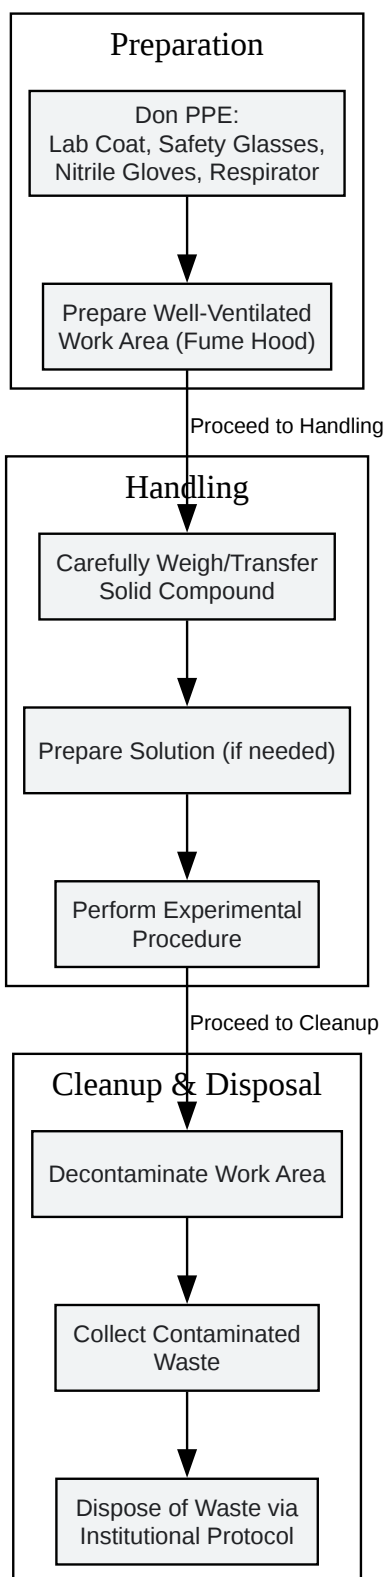 Preparation
Don PPE:
Lab Coat, Safety Glasses,
Nitrile Gloves, Respirator
Prepare Well-Ventilated
Work Area (Fume Hood)
Proceed to Handling
Handling
Carefully Weigh/Transfer
Solid Compound
Prepare Solution (if needed)
Perform Experimental
Procedure
Proceed to Cleanup
Cleanup & Disposal
Decontaminate Work Area
Collect Contaminated
Waste
Dispose of Waste via
Institutional Protocol